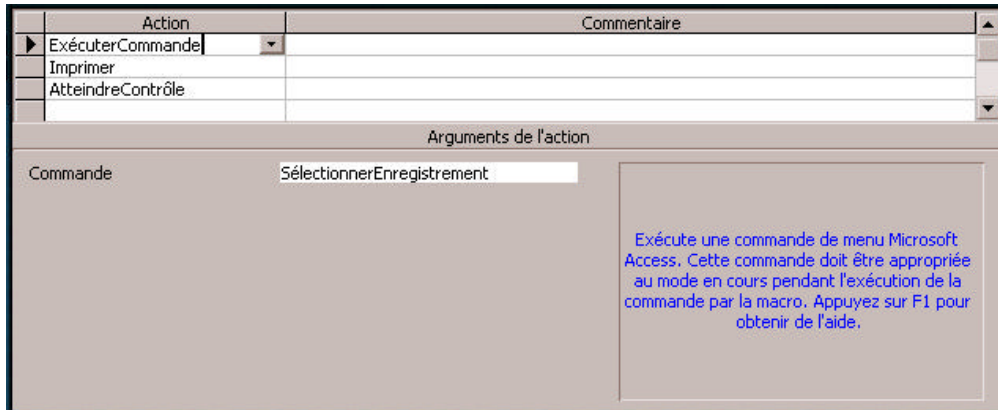 Action Commentaire
ExécuterCommande
Imprimer
AtteindreContrôle
Arguments de l'action
Commande SélectionnerEnregistrement
Exécute une commande de menu Microsoft
Access. Cette commande doit être appropriée
au mode en cours pendant l'exécution de la
commande par la macro. Appuyez sur F1 pour
obtenir de l'aide.